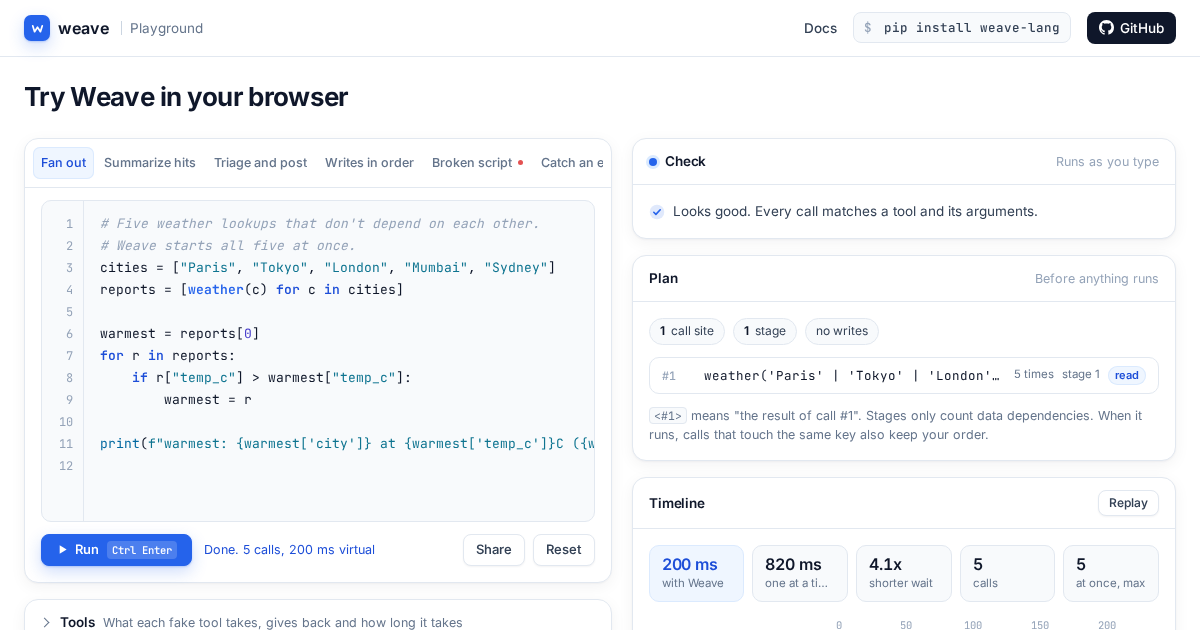 weave
Playground
Docs
$ pip install weave-lang
GitHub
Try Weave in your browser
Fan out
Summarize hits
Triage and post
Writes in order
Broken script
Catch an e
1 # Five weather lookups that don't depend on each other.
2 # Weave starts all five at once.
3 cities = ["Paris", "Tokyo", "London", "Mumbai", "Sydney"]
4 reports = [weather(c) for c in cities]
5
6 warmest = reports[0]
7 for r in reports:
8     if r["temp_c"] > warmest["temp_c"]:
9         warmest = r
10
11 print(f"warmest: {warmest['city']} at {warmest['temp_c']}C ({w
12
Run Ctrl Enter
Done. 5 calls, 200 ms virtual
Share
Reset
Tools What each fake tool takes, gives back and how long it takes
Check
Runs as you type
Looks good. Every call matches a tool and its arguments.
Plan
Before anything runs
1 call site
1 stage
no writes
#1 weather('Paris' | 'Tokyo' | 'London'… 5 times stage 1 read
<#1> means "the result of call #1". Stages only count data dependencies. When it
runs, calls that touch the same key also keep your order.
Timeline
Replay
200 ms
with Weave
820 ms
one at a ti…
4.1x
shorter wait
5
calls
5
at once, max
0 50 100 150 200